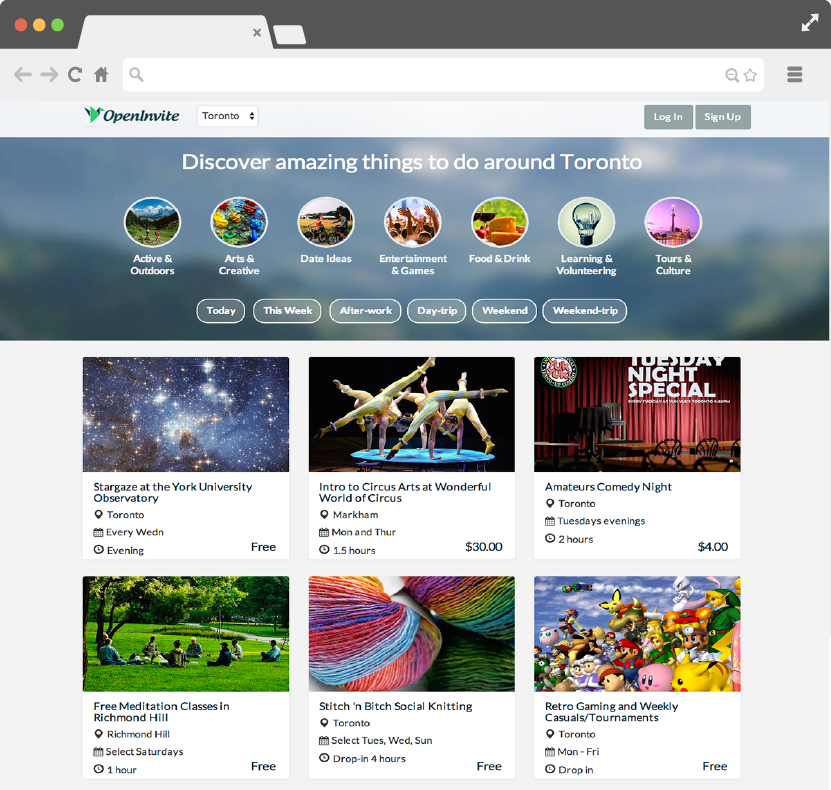 OpenInvite
Toronto
Log In
Sign Up
Discover amazing things to do around Toronto
Active &
Outdoors
Arts &
Creative
Date Ideas
Entertainment
& Games
Food & Drink
Learning &
Volunteering
Tours &
Culture
Today
This Week
After-work
Day-trip
Weekend
Weekend-trip
TUESDAY
NIGHT
SPECIAL
Stargaze at the York University
Observatory
Toronto
Every Wedn
Evening
Free
Intro to Circus Arts at Wonderful
World of Circus
Markham
Mon and Thur
1.5 hours
$30.00
Amateurs Comedy Night
Toronto
Tuesdays evenings
2 hours
$4.00
Free Meditation Classes in
Richmond Hill
Richmond Hill
Select Saturdays
1 hour
Free
Stitch 'n Bitch Social Knitting
Toronto
Select Tues, Wed, Sun
Drop-in 4 hours
Free
Retro Gaming and Weekly
Casuals/Tournaments
Toronto
Mon - Fri
Drop in
Free